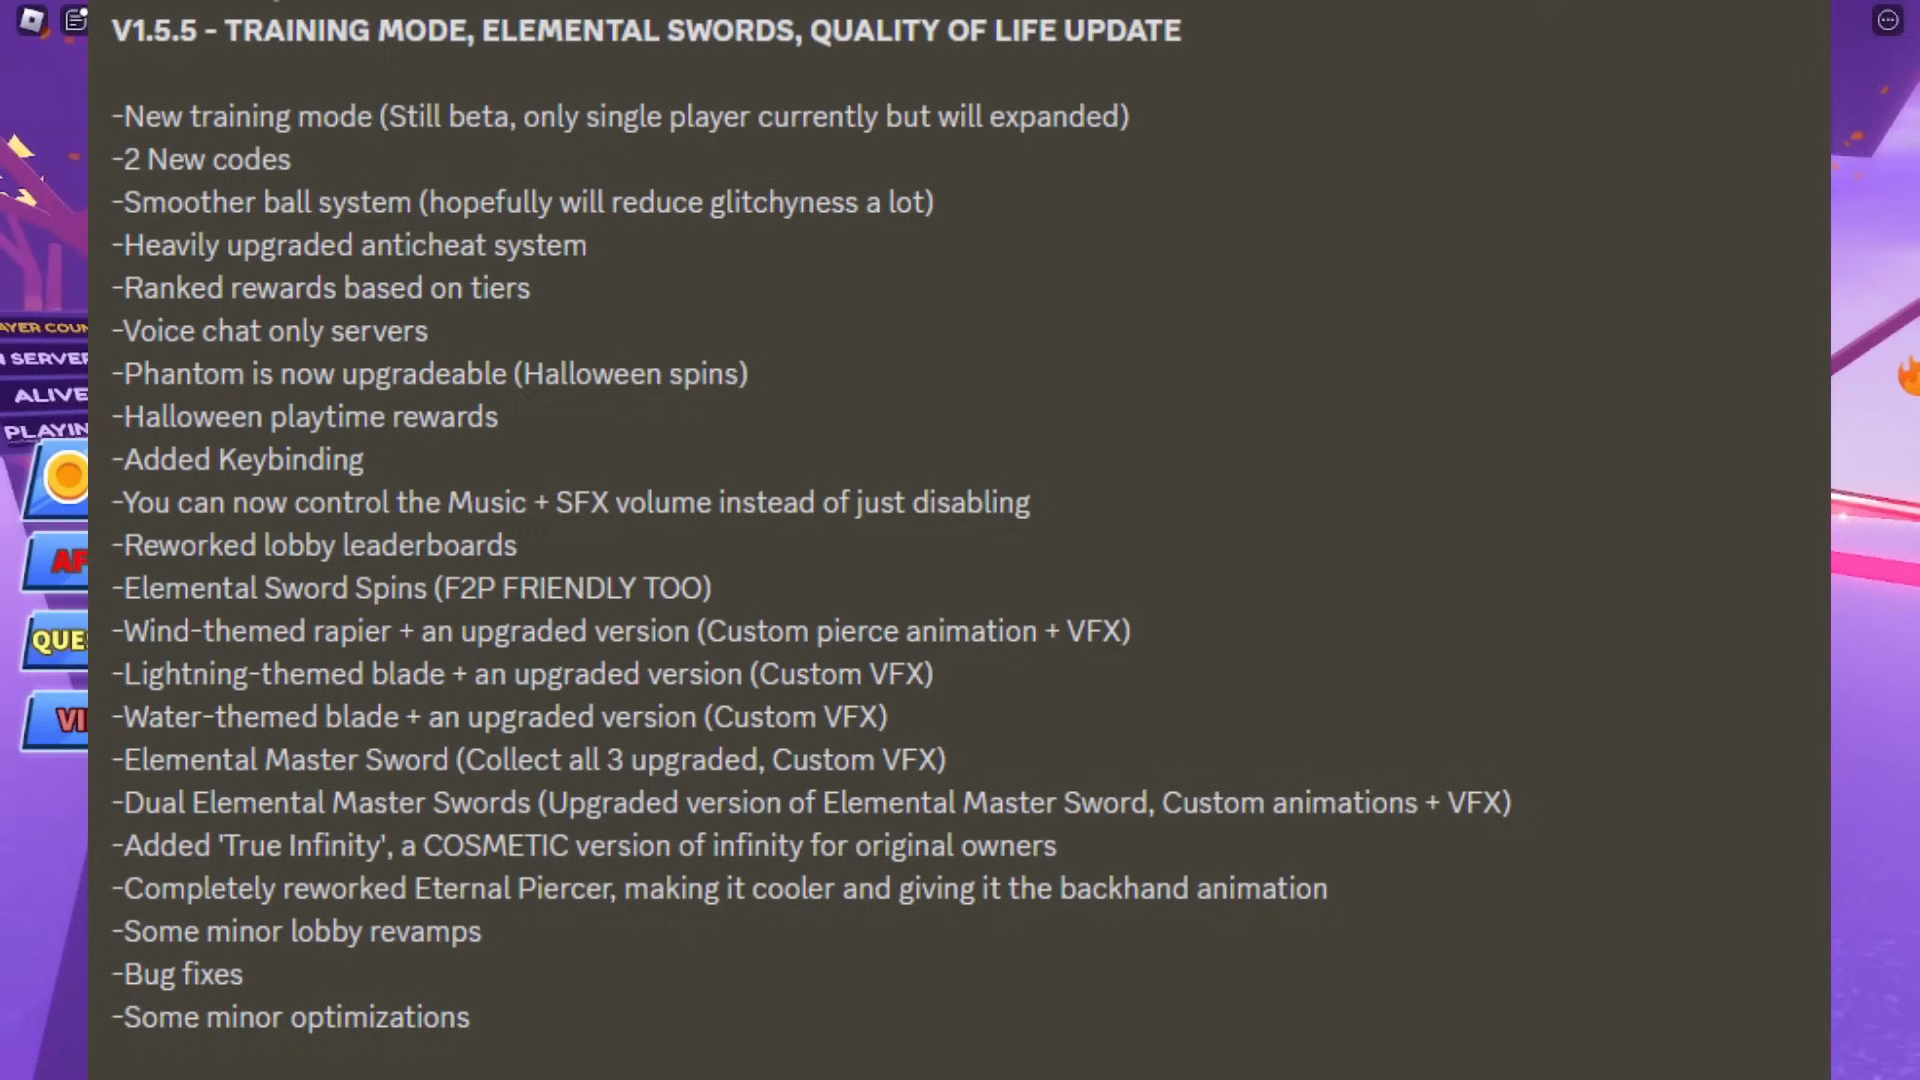 V1.5.5 - TRAINING MODE, ELEMENTAL SWORDS, QUALITY OF LIFE UPDATE
-New training mode (Still beta, only single player currently but will expanded)
-2 New codes
-Smoother ball system (hopefully will reduce glitchyness a lot)
-Heavily upgraded anticheat system
-Ranked rewards based on tiers
-Voice chat only servers
-Phantom is now upgradeable (Halloween spins)
-Halloween playtime rewards
-Added Keybinding
-You can now control the Music + SFX volume instead of just disabling
-Reworked lobby leaderboards
-Elemental Sword Spins (F2P FRIENDLY TOO)
-Wind-themed rapier + an upgraded version (Custom pierce animation + VFX)
-Lightning-themed blade + an upgraded version (Custom VFX)
-Water-themed blade + an upgraded version (Custom VFX)
-Elemental Master Sword (Collect all 3 upgraded, Custom VFX)
-Dual Elemental Master Swords (Upgraded version of Elemental Master Sword, Custom animations + VFX)
-Added 'True Infinity', a COSMETIC version of infinity for original owners
-Completely reworked Eternal Piercer, making it cooler and giving it the backhand animation
-Some minor lobby revamps
-Bug fixes
-Some minor optimizations
AYER COUN
SERVER
ALIVE
PLAYIN
AF
QUE
VI